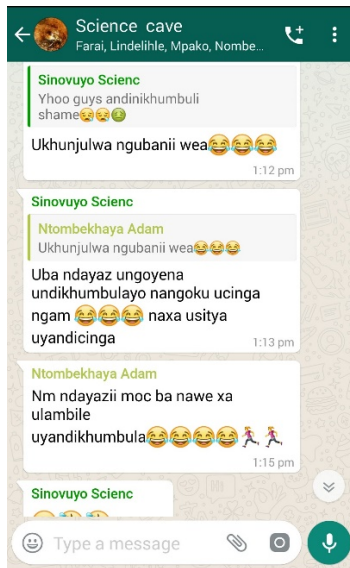 Science cave
Farai, Lindelihle, Mpako, Nombe...
Sinovuyo Scienc
Yhoo guys andinikhumbuli
shame😪😪🤢
Ukhunjulwa ngubanii wea😂😂😂
1:12 pm
Sinovuyo Scienc
Ntombekhaya Adam
Ukhunjulwa ngubanii wea😂😂😂
Uba ndayaz ungoyena
undikhumbulayo nangoku ucinga
ngam 😂😂😂 naxa usitya
uyandicinga
1:13 pm
Ntombekhaya Adam
Nm ndayazii moc ba nawe xa
ulambile
uyandikhumbula😂😂😂😂🏃‍♀️🏃‍♀️
1:15 pm
Sinovuyo Scienc
Type a message